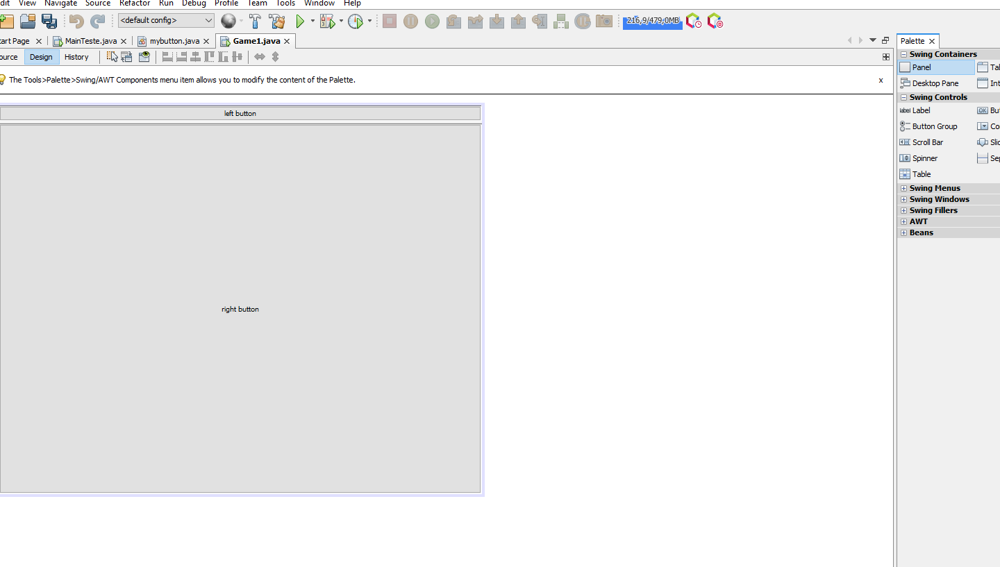 dit View Navigate Source Refactor Run Debug Profile Team Tools Window Help
<default config> 216,9/479,0MB
tart Page MainTeste.java mybutton.java Game1.java Palette
ource Design History
Swing Containers
Panel Tal
Desktop Pane Int
The Tools>Palette>Swing/AWT Components menu item allows you to modify the content of the Palette. x
Swing Controls
label Label OK But
Button Group Co
Scroll Bar Slic
Spinner Sep
Table
Swing Menus
Swing Windows
Swing Fillers
AWT
Beans
left button
right button